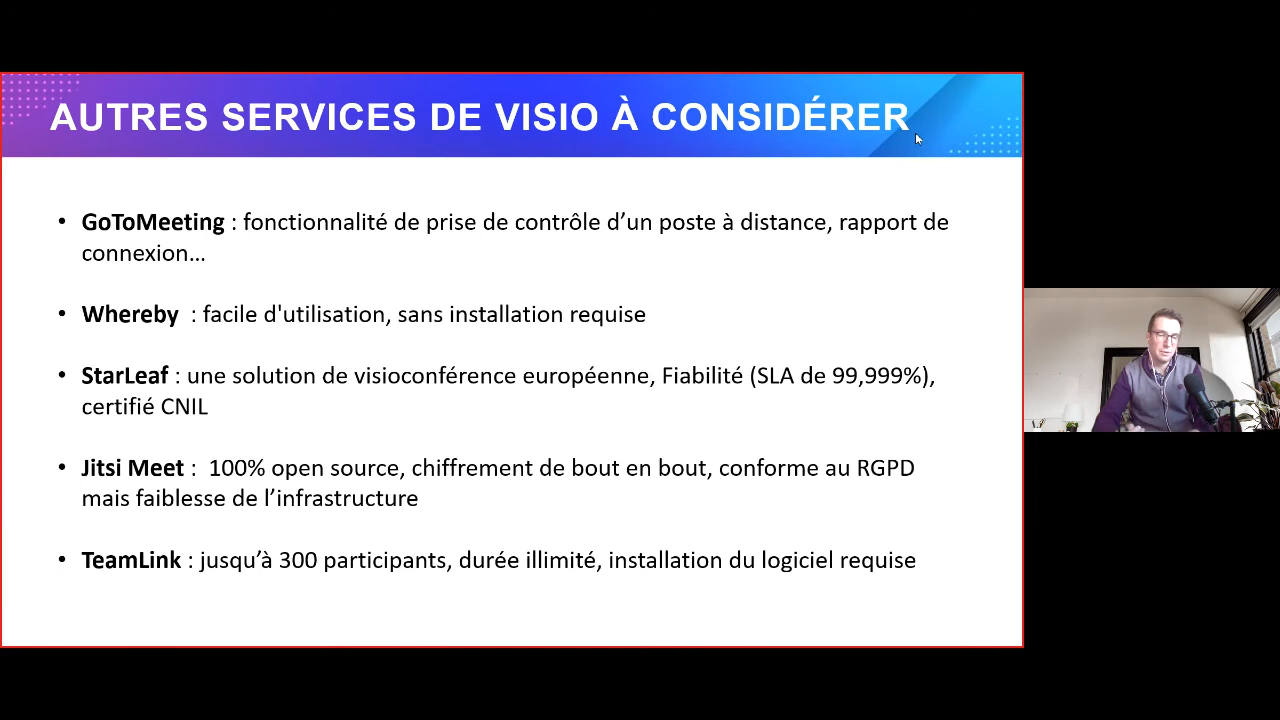 AUTRES SERVICES DE VISIO À CONSIDÉRER
• GoToMeeting : fonctionnalité de prise de contrôle d’un poste à distance, rapport de
connexion…
• Whereby : facile d'utilisation, sans installation requise
• StarLeaf : une solution de visioconférence européenne, Fiabilité (SLA de 99,999%),
certifié CNIL
• Jitsi Meet : 100% open source, chiffrement de bout en bout, conforme au RGPD
mais faiblesse de l’infrastructure
• TeamLink : jusqu’à 300 participants, durée illimité, installation du logiciel requise